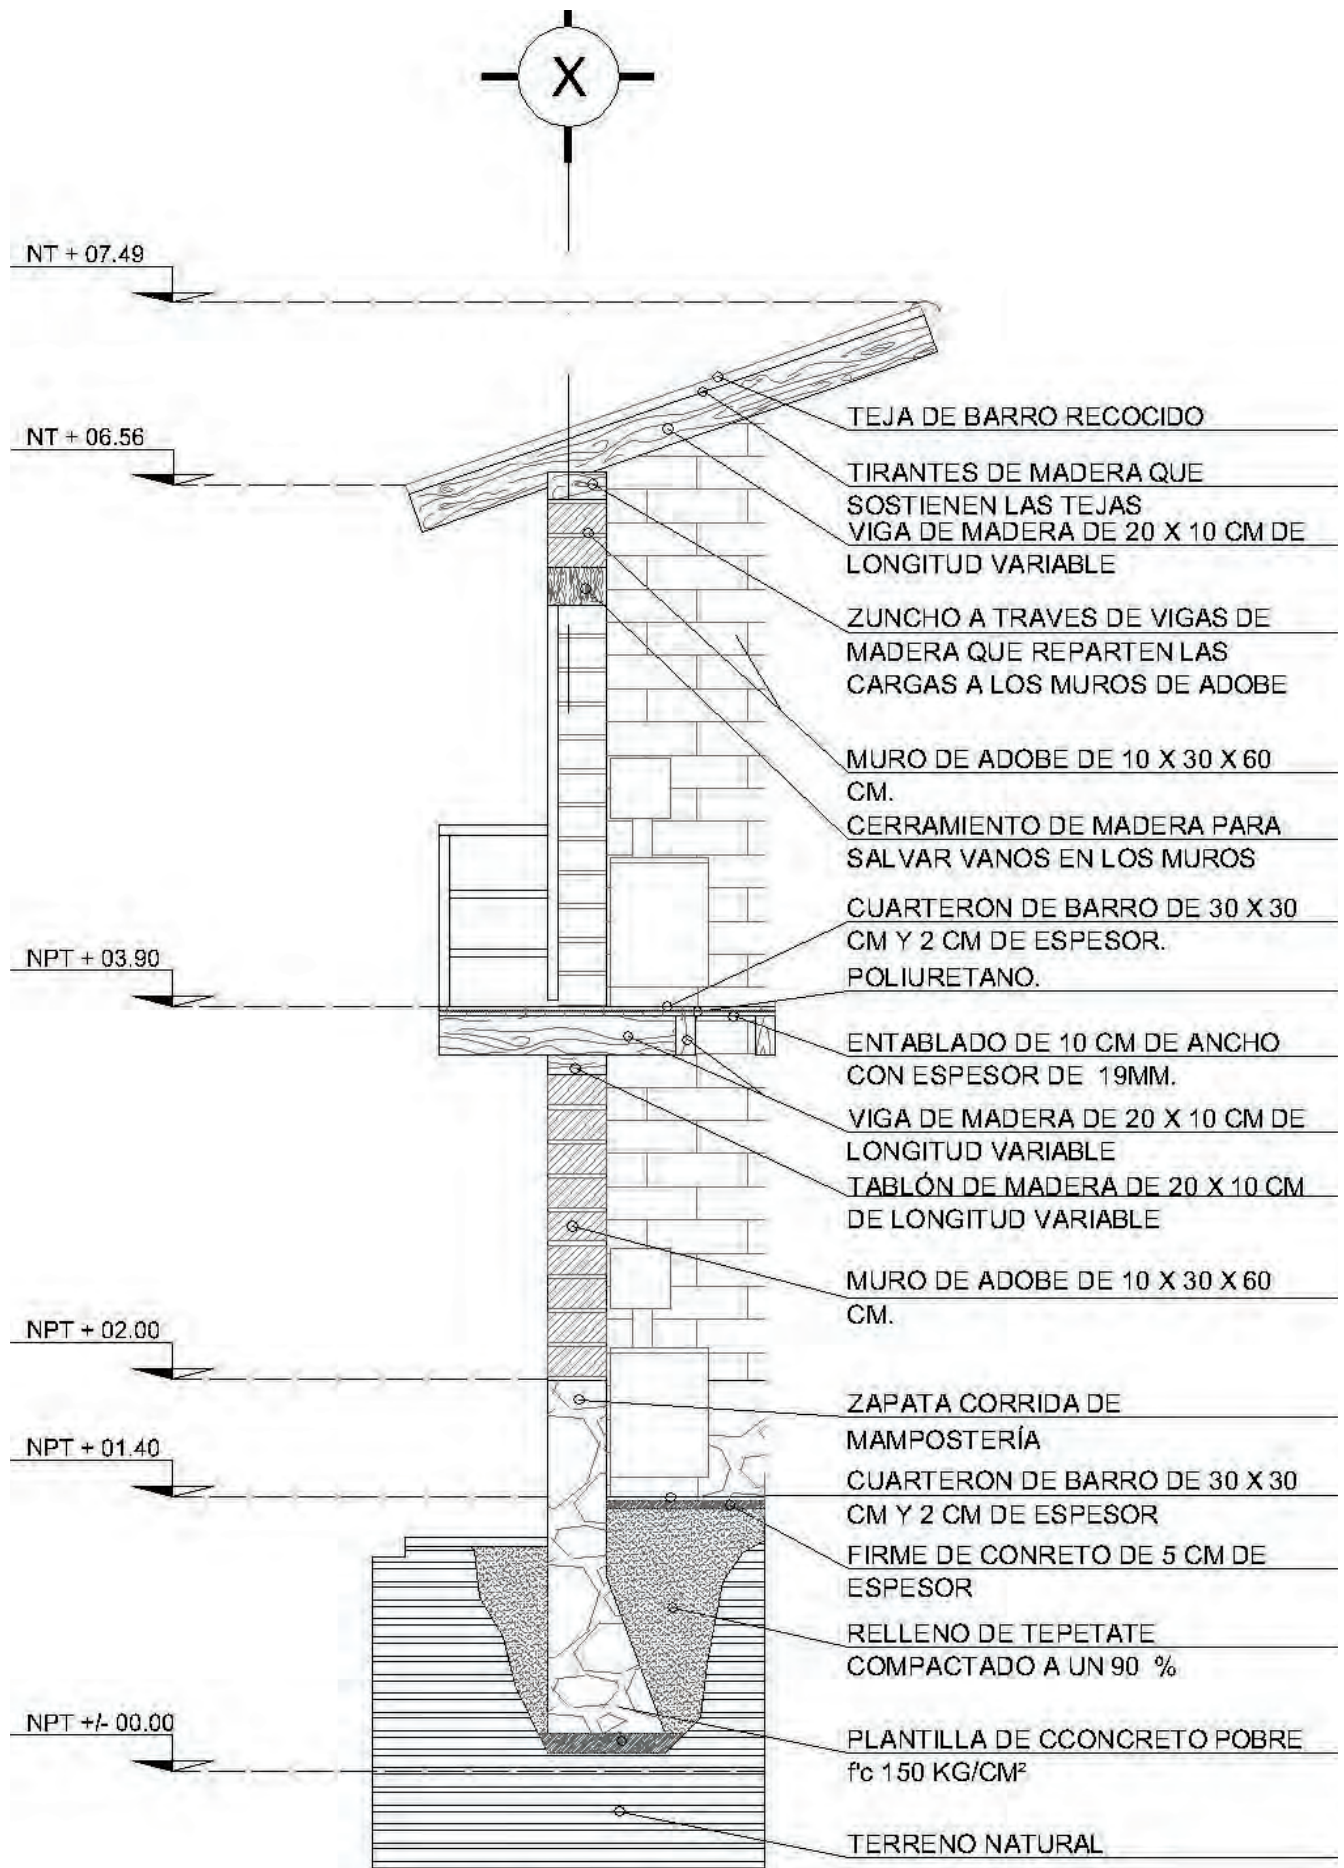 X
NT + 07.49
NT + 06.56
NPT + 03.90
NPT + 02.00
NPT + 01.40
NPT +/- 00.00
TEJA DE BARRO RECOCIDO
TIRANTES DE MADERA QUE
SOSTIENEN LAS TEJAS
VIGA DE MADERA DE 20 X 10 CM DE
LONGITUD VARIABLE
ZUNCHO A TRAVES DE VIGAS DE
MADERA QUE REPARTEN LAS
CARGAS A LOS MUROS DE ADOBE
MURO DE ADOBE DE 10 X 30 X 60
CM.
CERRAMIENTO DE MADERA PARA
SALVAR VANOS EN LOS MUROS
CUARTERON DE BARRO DE 30 X 30
CM Y 2 CM DE ESPESOR.
POLIURETANO.
ENTABLADO DE 10 CM DE ANCHO
CON ESPESOR DE 19MM.
VIGA DE MADERA DE 20 X 10 CM DE
LONGITUD VARIABLE
TABLÓN DE MADERA DE 20 X 10 CM
DE LONGITUD VARIABLE
MURO DE ADOBE DE 10 X 30 X 60
CM.
ZAPATA CORRIDA DE
MAMPOSTERÍA
CUARTERON DE BARRO DE 30 X 30
CM Y 2 CM DE ESPESOR
FIRME DE CONRETO DE 5 CM DE
ESPESOR
RELLENO DE TEPETATE
COMPACTADO A UN 90 %
PLANTILLA DE CCONCRETO POBRE
f'c 150 KG/CM²
TERRENO NATURAL